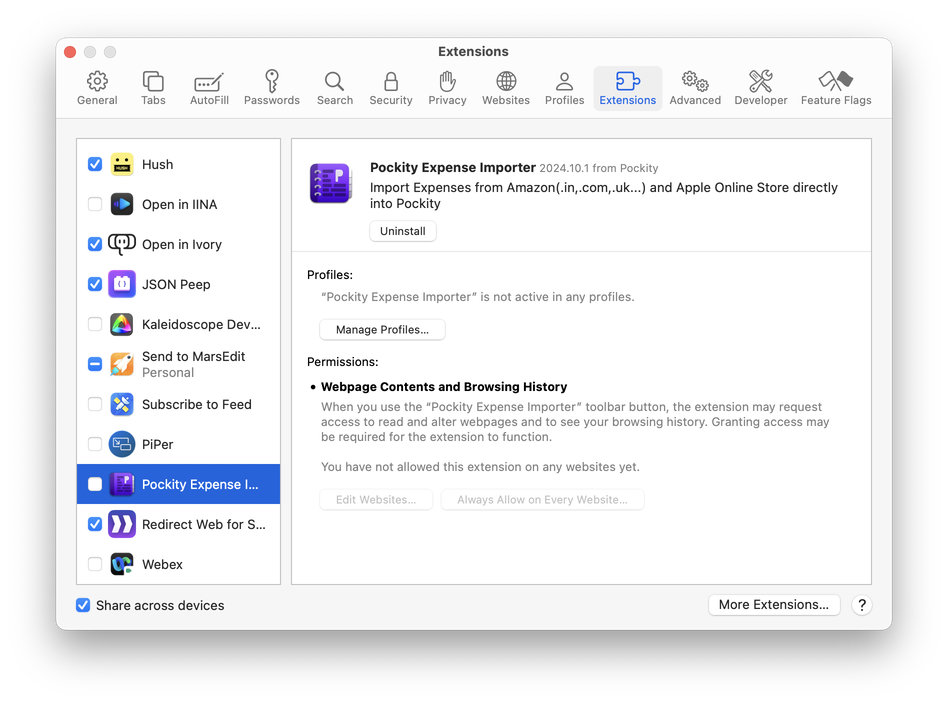 Extensions
General
Tabs
AutoFill
Passwords
Search
Security
Privacy
Websites
Profiles
Extensions
Advanced
Developer
Feature Flags
HUSH
Hush
Open in IINA
Open in Ivory
JSON Peep
Kaleidoscope Dev...
Send to MarsEdit
Personal
Subscribe to Feed
PiPer
P
Pockity Expense I...
Redirect Web for S...
Webex
Share across devices
P
Pockity Expense Importer 2024.10.1 from Pockity
Import Expenses from Amazon(.in,.com,.uk...) and Apple Online Store directly
into Pockity
Uninstall
Profiles:
“Pockity Expense Importer” is not active in any profiles.
Manage Profiles...
Permissions:
• Webpage Contents and Browsing History
When you use the “Pockity Expense Importer” toolbar button, the extension may request
access to read and alter webpages and to see your browsing history. Granting access may
be required for the extension to function.
You have not allowed this extension on any websites yet.
Edit Websites...
Always Allow on Every Website...
More Extensions...
?